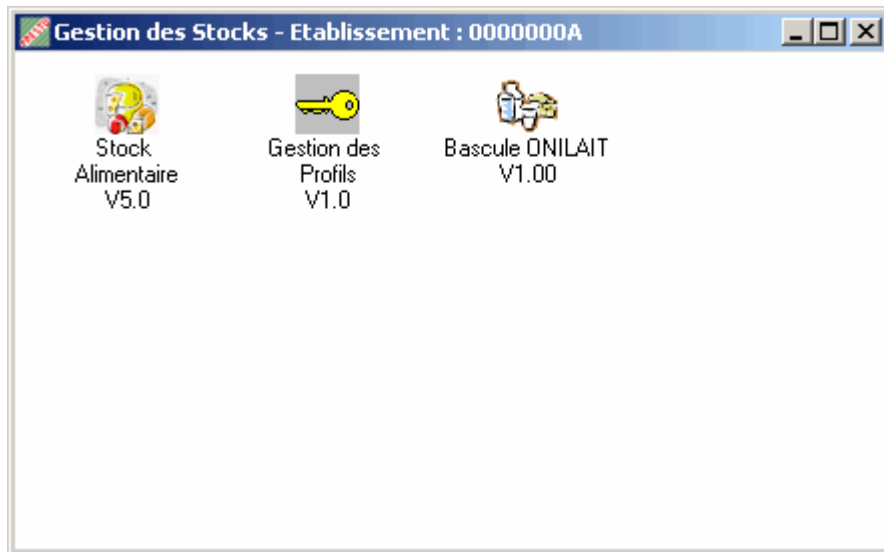 Gestion des Stocks - Etablissement : 0000000A
Stock
Alimentaire
V5.0
Gestion des
Profils
V1.0
Bascule ONILAIT
V1.00